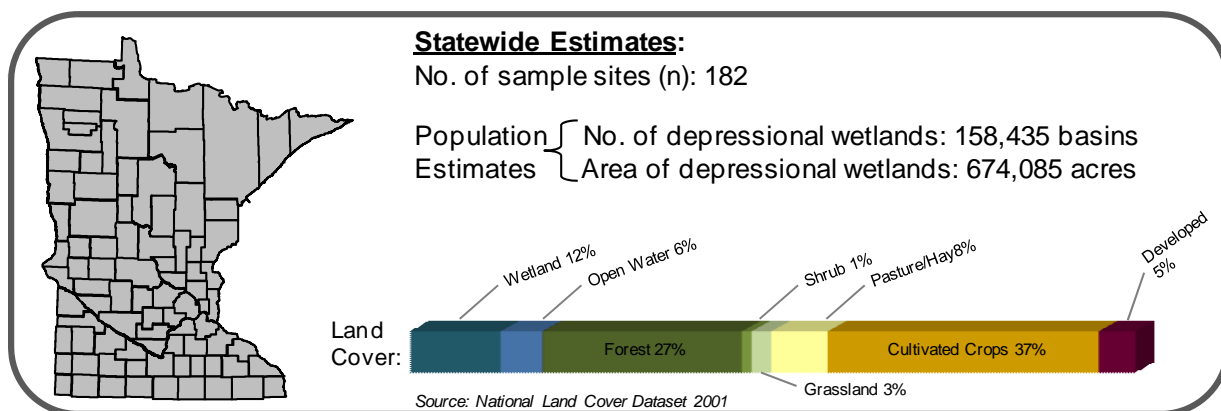 Statewide Estimates:
No. of sample sites (n): 182
Population Estimates
No. of depressional wetlands: 158,435 basins
Area of depressional wetlands: 674,085 acres
Land Cover:
Wetland 12%
Open Water 6%
Forest 27%
Shrub 1%
Grassland 3%
Pasture/Hay8%
Cultivated Crops 37%
Developed
5%
Source: National Land Cover Dataset 2001